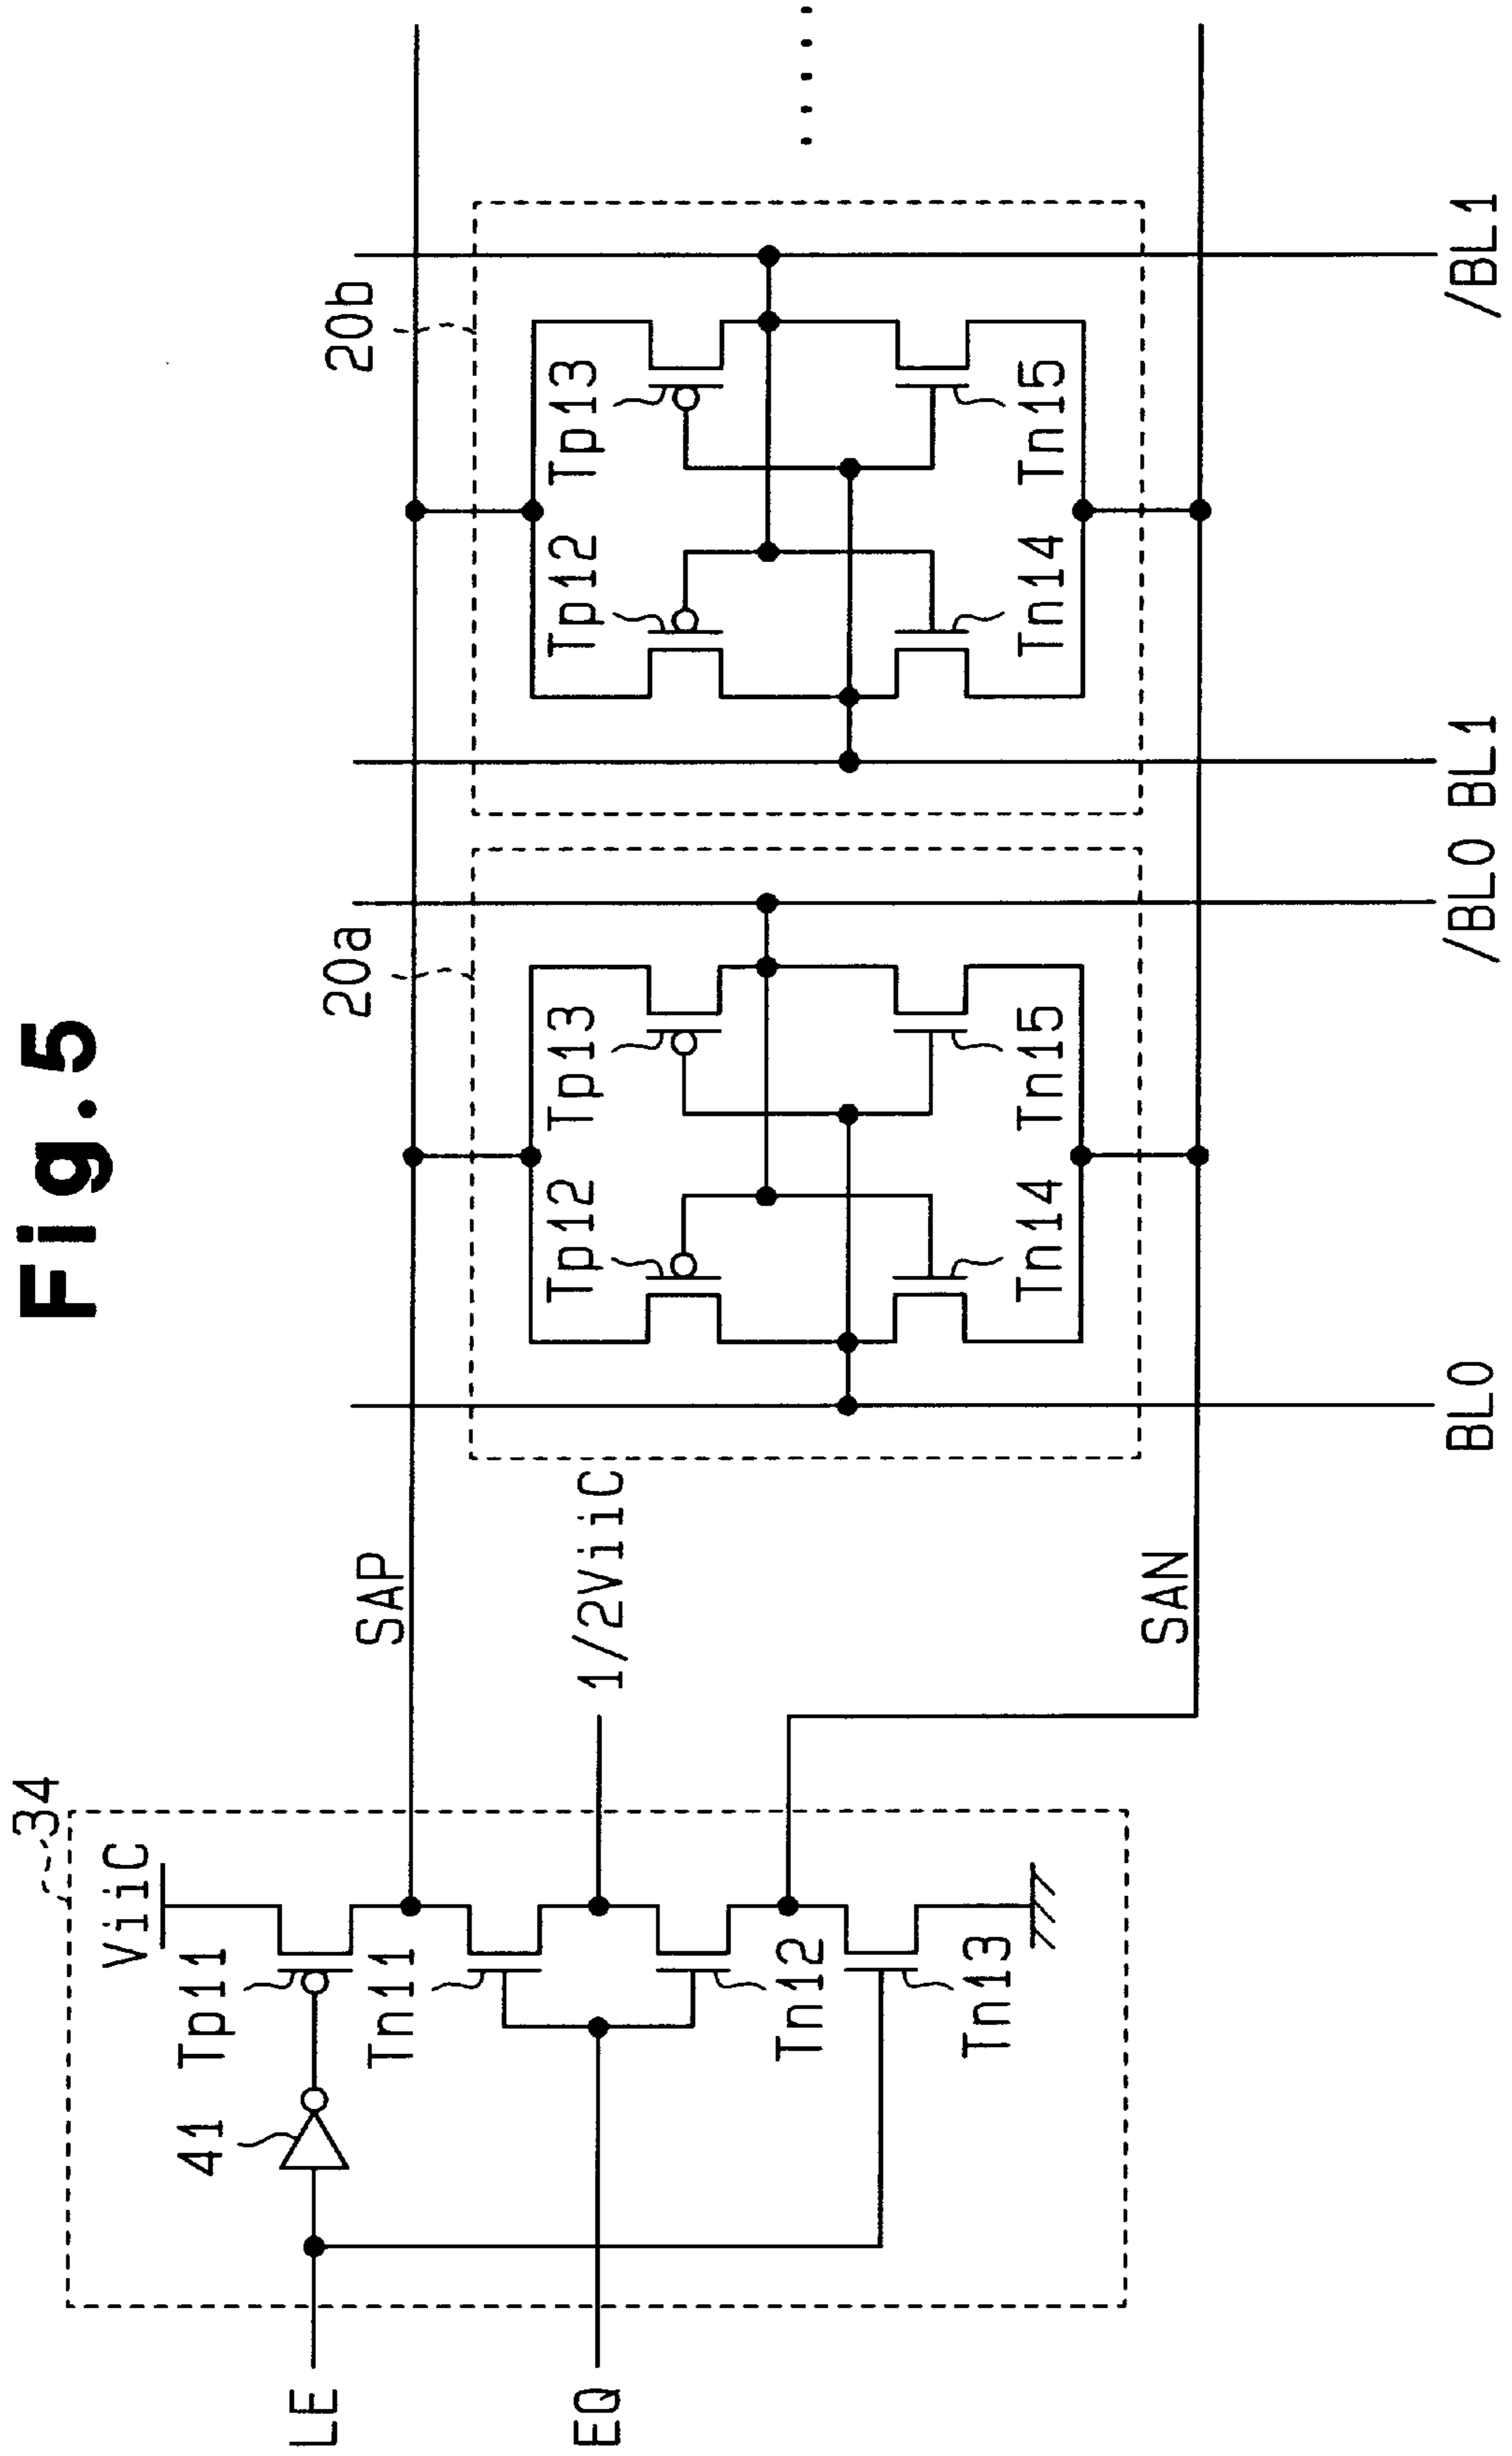 Fig.5
34
ViiC
41
Tp11
Tn11
Tn12
Tn13
LE
EQ
SAP
1/2ViiC
SAN
20a
Tp12
Tp13
Tn14
Tn15
20b
Tp12
Tp13
Tn14
Tn15
BL0
/BL0
BL1
/BL1